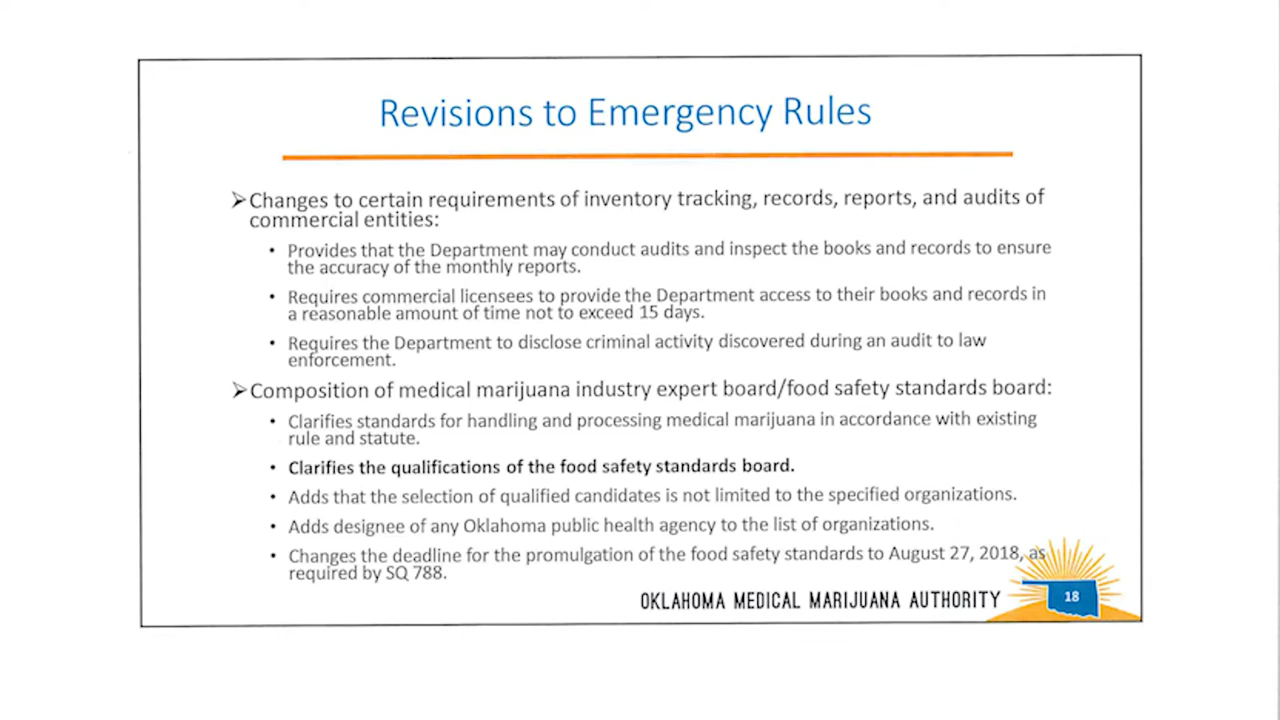 Revisions to Emergency Rules
➢Changes to certain requirements of inventory tracking, records, reports, and audits of
commercial entities:
• Provides that the Department may conduct audits and inspect the books and records to ensure
the accuracy of the monthly reports.
• Requires commercial licensees to provide the Department access to their books and records in
a reasonable amount of time not to exceed 15 days.
• Requires the Department to disclose criminal activity discovered during an audit to law
enforcement.
➢Composition of medical marijuana industry expert board/food safety standards board:
• Clarifies standards for handling and processing medical marijuana in accordance with existing
rule and statute.
• Clarifies the qualifications of the food safety standards board.
• Adds that the selection of qualified candidates is not limited to the specified organizations.
• Adds designee of any Oklahoma public health agency to the list of organizations.
• Changes the deadline for the promulgation of the food safety standards to August 27, 2018, as
required by SQ 788.
OKLAHOMA MEDICAL MARIJUANA AUTHORITY
18